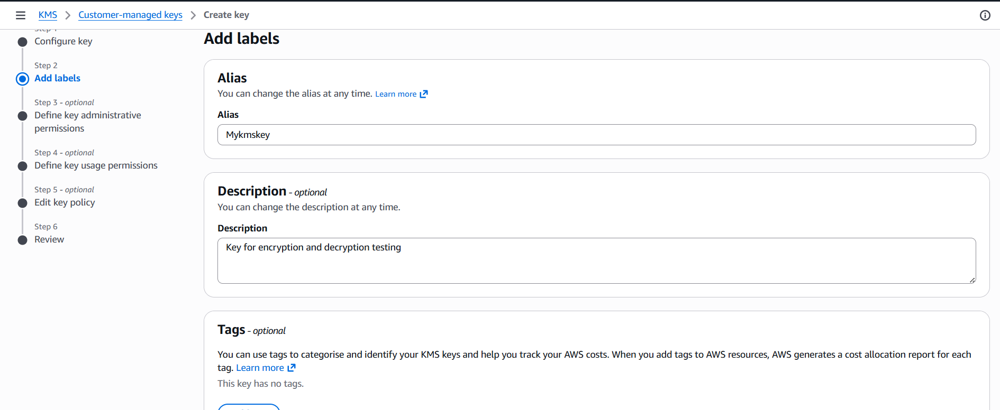 KMS > Customer-managed keys > Create key
Configure key
Step 2
Add labels
Step 3 - optional
Define key administrative
permissions
Step 4 - optional
Define key usage permissions
Step 5 - optional
Edit key policy
Step 6
Review
Add labels
Alias
You can change the alias at any time. Learn more
Alias
Mykmskey
Description - optional
You can change the description at any time.
Description
Key for encryption and decryption testing
Tags - optional
You can use tags to categorise and identify your KMS keys and help you track your AWS costs. When you add tags to AWS resources, AWS generates a cost allocation report for each
tag. Learn more
This key has no tags.